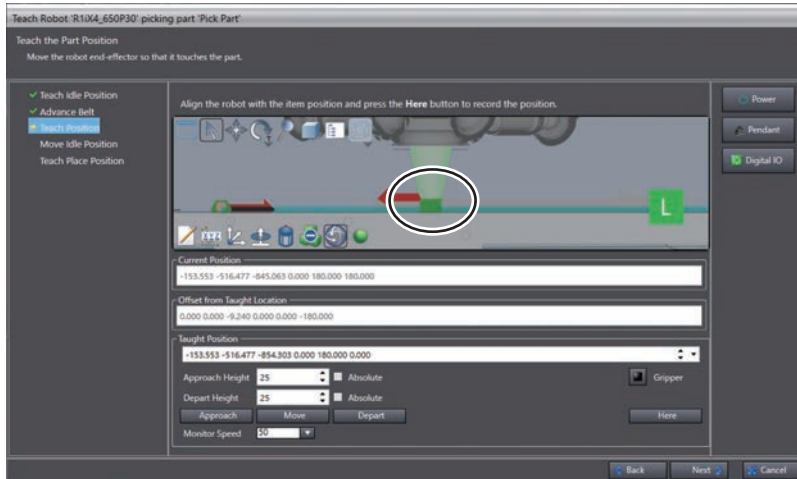 Teach Robot 'R1iX4_650P30' picking part 'Pick Part'
Teach the Part Position
Move the robot end-effector so that it touches the part.
Teach Idle Position
Advance Belt
Teach Position
Move Idle Position
Teach Place Position
Align the robot with the item position and press the Here button to record the position.
L
Current Position
-153.553 -516.477 -845.063 0.000 180.000 180.000
Offset from Taught Location
0.000 0.000 -9.240 0.000 0.000 -180.000
Taught Position
-153.553 -516.477 -854.303 0.000 180.000 0.000
Approach Height 25 Absolute
Gripper
Depart Height 25 Absolute
Approach Move Depart Here
Monitor Speed 50
Power
Pendant
Digital IO
Back Next Cancel